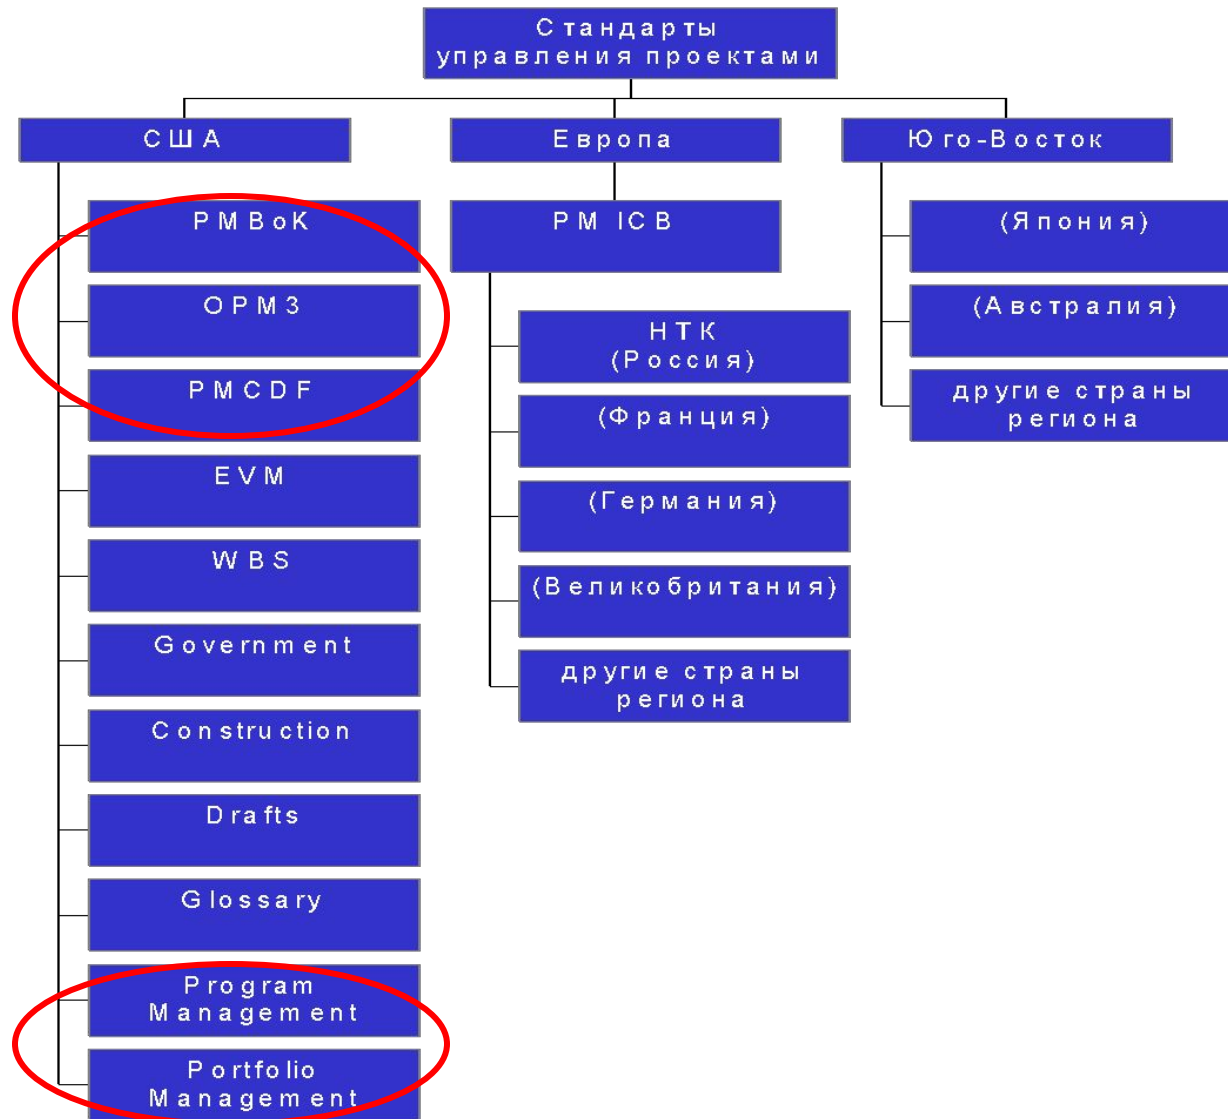 Стандарты
управления проектами
США
Европа
Юго-Восток
PMBoK
OPM3
PMCDF
EVM
WBS
Government
Construction
Drafts
Glossary
Program
Management
Portfolio
Management
PM ICB
НТК
(Россия)
(Франция)
(Германия)
(Великобритания)
другие страны
региона
(Япония)
(Австралия)
другие страны
региона